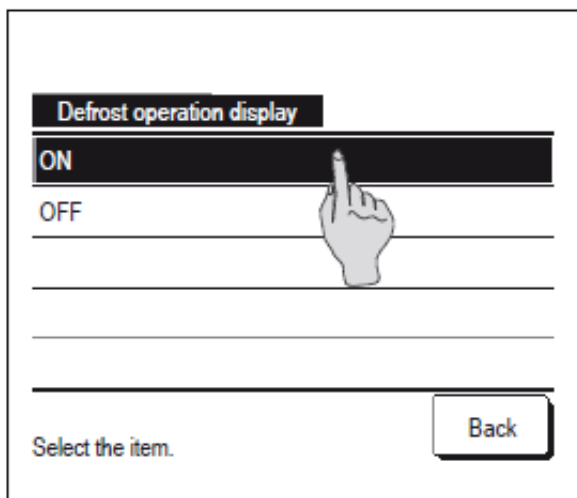 Defrost operation display
ON
OFF
Select the item.
Back